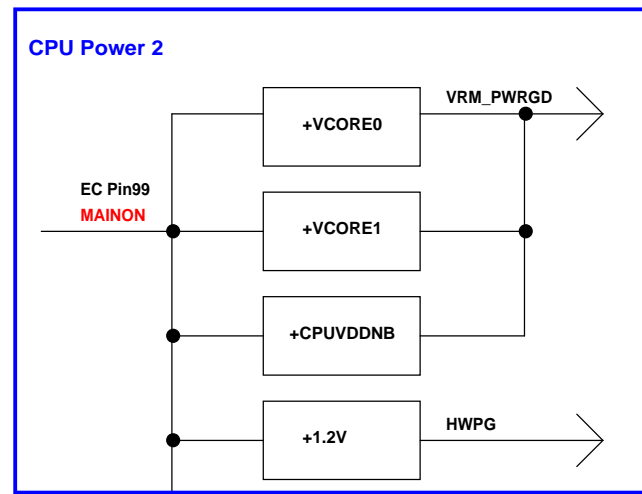 CPU Power 2
VRM_PWRGD
+VCORE0
EC Pin99
MAINON
+VCORE1
+CPUVDDNB
+1.2V
HWPG